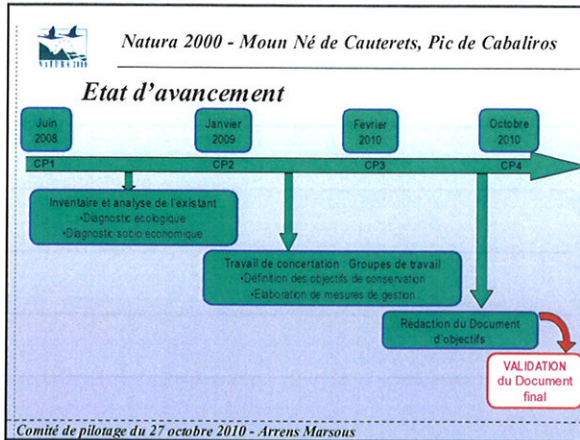 Natura 2000 - Moun Né de Cauterets, Pic de Cabaliros
NATURA 2000
Etat d'avancement
Juin
2008
Janvier
2009
Février
2010
Octobre
2010
CP1
CP2
CP3
CP4
Inventaire et analyse de l'existant
•Diagnostic écologique
•Diagnostic socio économique
Travail de concertation : Groupes de travail
•Définition des objectifs de conservation
•Elaboration de mesures de gestion
Rédaction du Document
d'objectifs
VALIDATION
du Document
final
Comité de pilotage du 27 octobre 2010 - Arrens Marsous